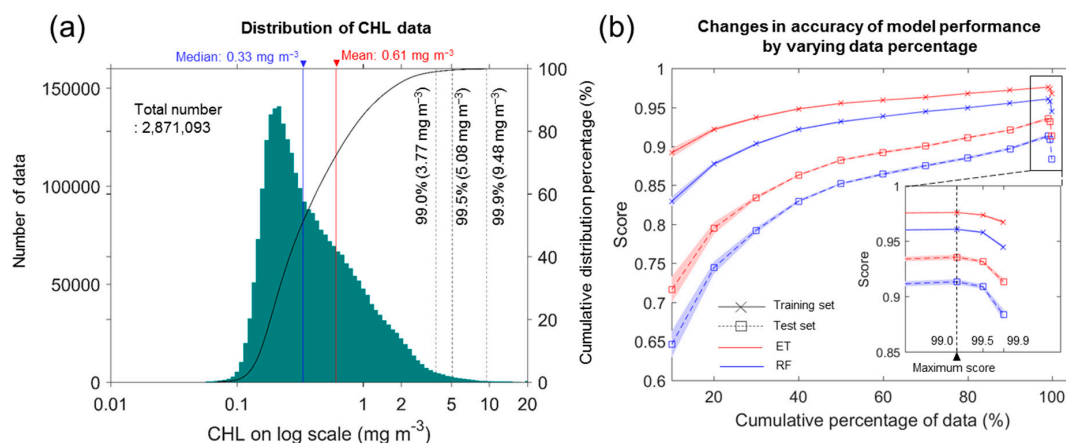 (a)
Distribution of CHL data
Median: 0.33 mg m⁻³
Mean: 0.61 mg m⁻³
Total number
: 2,871,093
99.0% (3.77 mg m⁻³)
99.5% (5.08 mg m⁻³)
99.9% (9.48 mg m⁻³)
Number of data
150000
100000
50000
0
Cumulative distribution percentage (%)
100
80
60
40
20
0
0.01
0.1
1
2
5
10
20
CHL on log scale (mg m⁻³)
(b)
Changes in accuracy of model performance
by varying data percentage
Score
1
0.95
0.9
0.85
0.8
0.75
0.7
0.65
0.6
Training set
Test set
ET
RF
20
40
60
80
100
Cumulative percentage of data (%)
Score
1
0.95
0.9
0.85
99.0
99.5
99.9
Maximum score